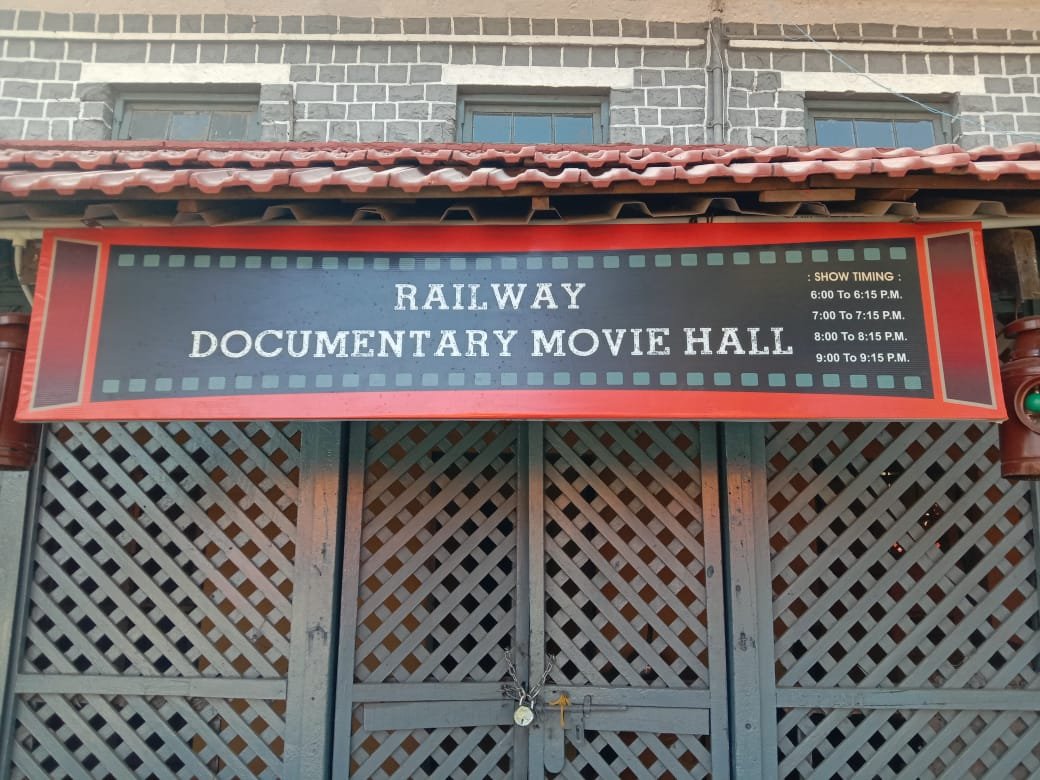 RAILWAY
DOCUMENTARY MOVIE HALL
: SHOW TIMING :
6:00 To 6:15 P.M.
7:00 To 7:15 P.M.
8:00 To 8:15 P.M.
9:00 To 9:15 P.M.